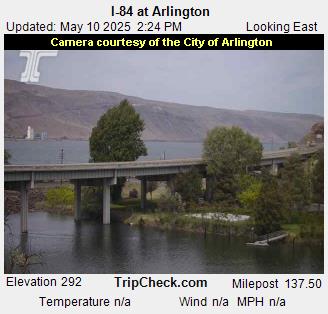 I-84 at Arlington
Updated: May 10 2025 2:24 PM Looking East
Camera courtesy of the City of Arlington
Elevation 292 TripCheck.com Milepost 137.50
Temperature n/a Wind n/a MPH n/a